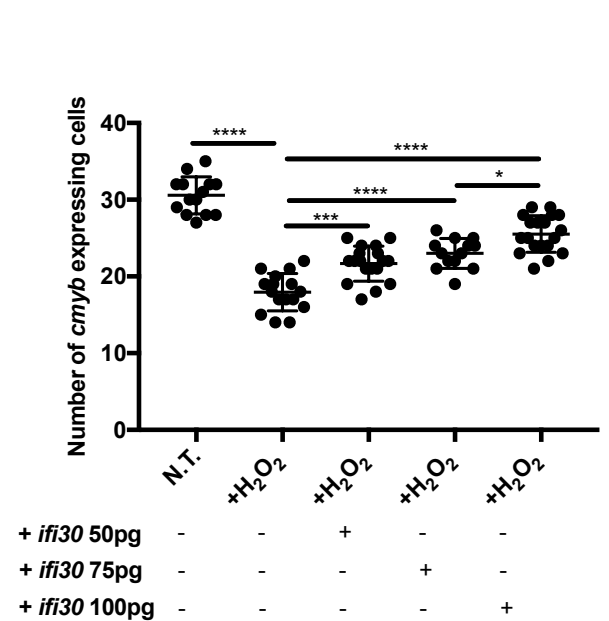 Number of cmyb expressing cells
40
30
20
10
0
****
****
*
****
***
N.T.
+H2O2
+H2O2
+H2O2
+H2O2
+ ifi30 50pg - - + - -
+ ifi30 75pg - - - + -
+ ifi30 100pg - - - - +